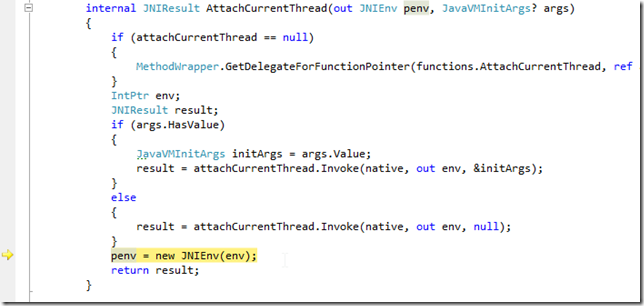 internal JNIResult AttachCurrentThread(out JNIEnv penv, JavaVMInitArgs? args)
{
if (attachCurrentThread == null)
{
MethodWrapper.GetDelegateForFunctionPointer(functions.AttachCurrentThread, ref
}
IntPtr env;
JNIResult result;
if (args.HasValue)
{
JavaVMInitArgs initArgs = args.Value;
result = attachCurrentThread.Invoke(native, out env, &initArgs);
}
else
{
result = attachCurrentThread.Invoke(native, out env, null);
}
penv = new JNIEnv(env);
return result;
}